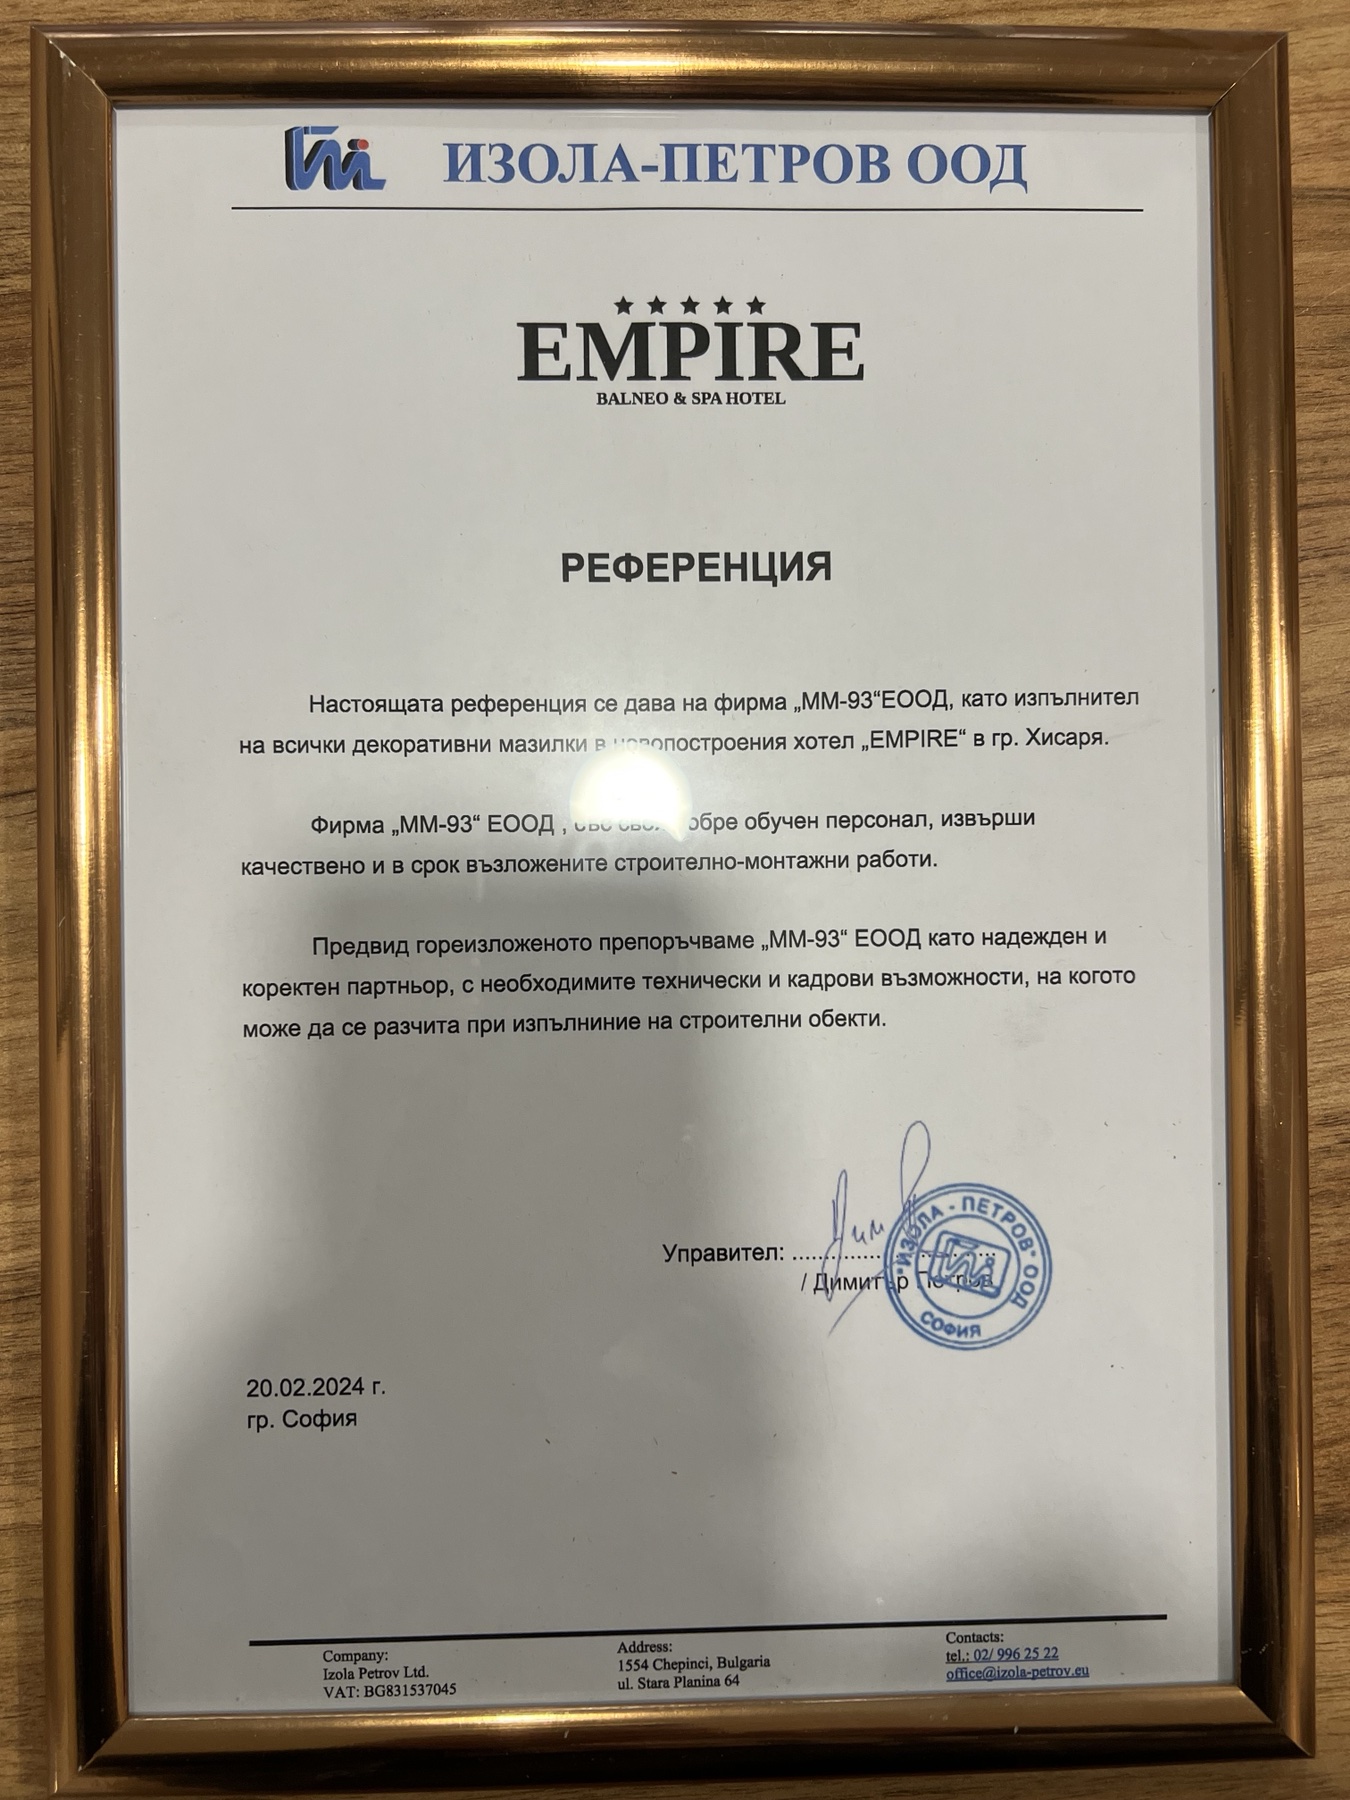 ИЗОЛА-ПЕТРОВ ООД
EMPIRE
BALNEO & SPA HOTEL
РЕФЕРЕНЦИЯ
Настоящата референция се дава на фирма „ММ-93“ЕООД, като изпълнител
на всички декоративни мазилки в новопостроения хотел „EMPIRE“ в гр. Хисаря.
Фирма „ММ-93“ ЕООД , обучен персонал, извърши
качествено и в срок възложените строително-монтажни работи.
Предвид гореизложеното препоръчваме „ММ-93“ ЕООД като надежден и
коректен партньор, с необходимите технически и кадрови възможности, на когото
може да се разчита при изпълниние на строителни обекти.
Управител: ........................
/ Димитър Петров
"ИЗОЛА - ПЕТРОВ" ООД
СОФИЯ
20.02.2024 г.
гр. София
Company:
Izola Petrov Ltd.
VAT: BG831537045
Address:
1554 Chepinci, Bulgaria
ul. Stara Planina 64
Contacts:
tel.: 02/ 996 25 22
office@izola-petrov.eu